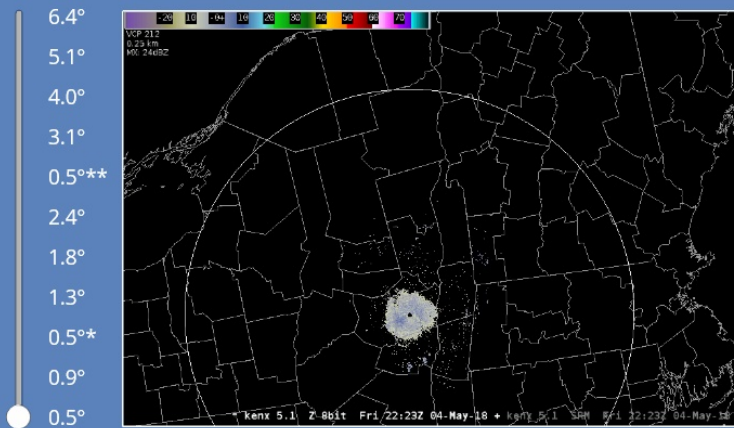 6.4°
5.1°
4.0°
3.1°
0.5°**
2.4°
1.8°
1.3°
0.5°*
0.9°
0.5°
-20 10 -0+ 10 20 30 40 50 60 70
VCP 212
0.25 km
MX: 24dBZ
* kenx 5.1 Z 8bit Fri 22:23Z 04-May-18 + kenx 5.1 SRM Fri 22:23Z 04-May-18